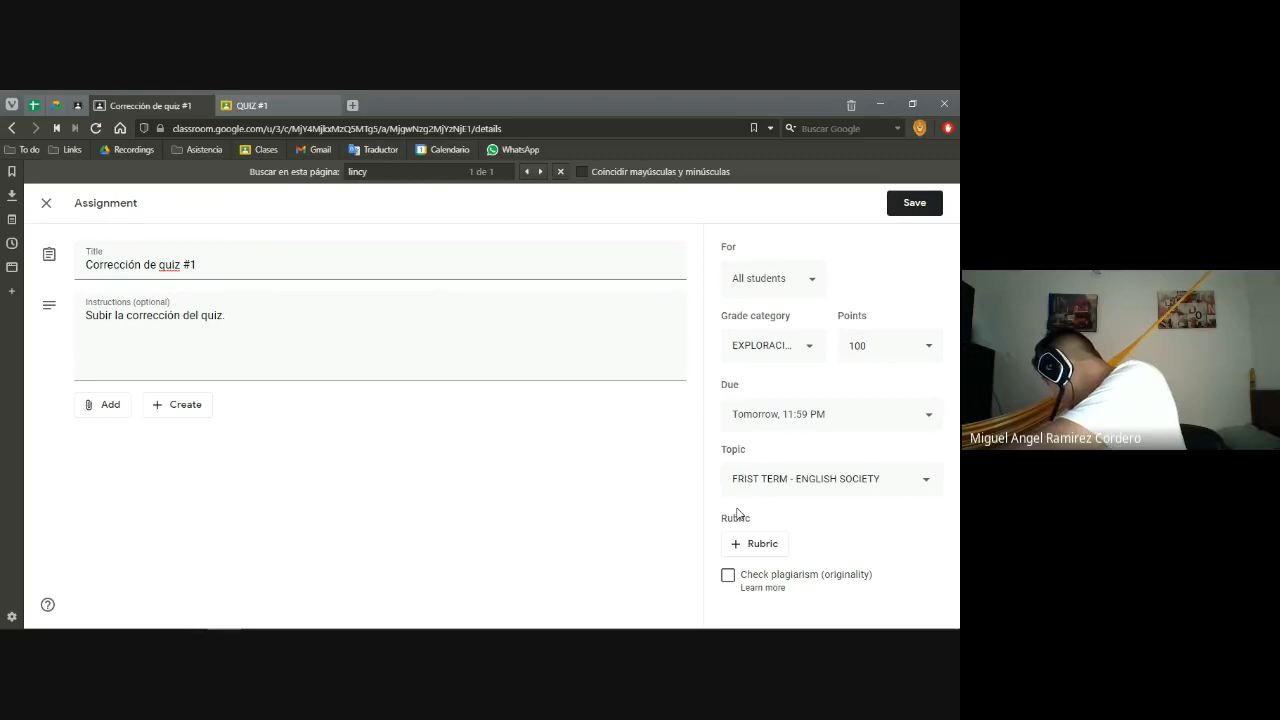 Corrección de quiz #1
QUIZ #1
classroom.google.com/u/3/c/MjY4MjkxMzQ5MTg5/a/MjgwNzg2MjYzNjE1/details
Buscar Google
To do
Links
Recordings
Asistencia
Clases
Gmail
Traductor
Calendario
WhatsApp
Buscar en esta página:
lincy
1 de 1
Coincidir mayúsculas y minúsculas
Assignment
Save
Title
Corrección de quiz #1
Instructions (optional)
Subir la corrección del quiz.
Add
Create
For
All students
Grade category
Points
EXPLORACI...
100
Due
Tomorrow, 11:59 PM
Topic
FRIST TERM - ENGLISH SOCIETY
Rubric
Rubric
Check plagiarism (originality)
Learn more
Miguel Angel Ramirez Cordero